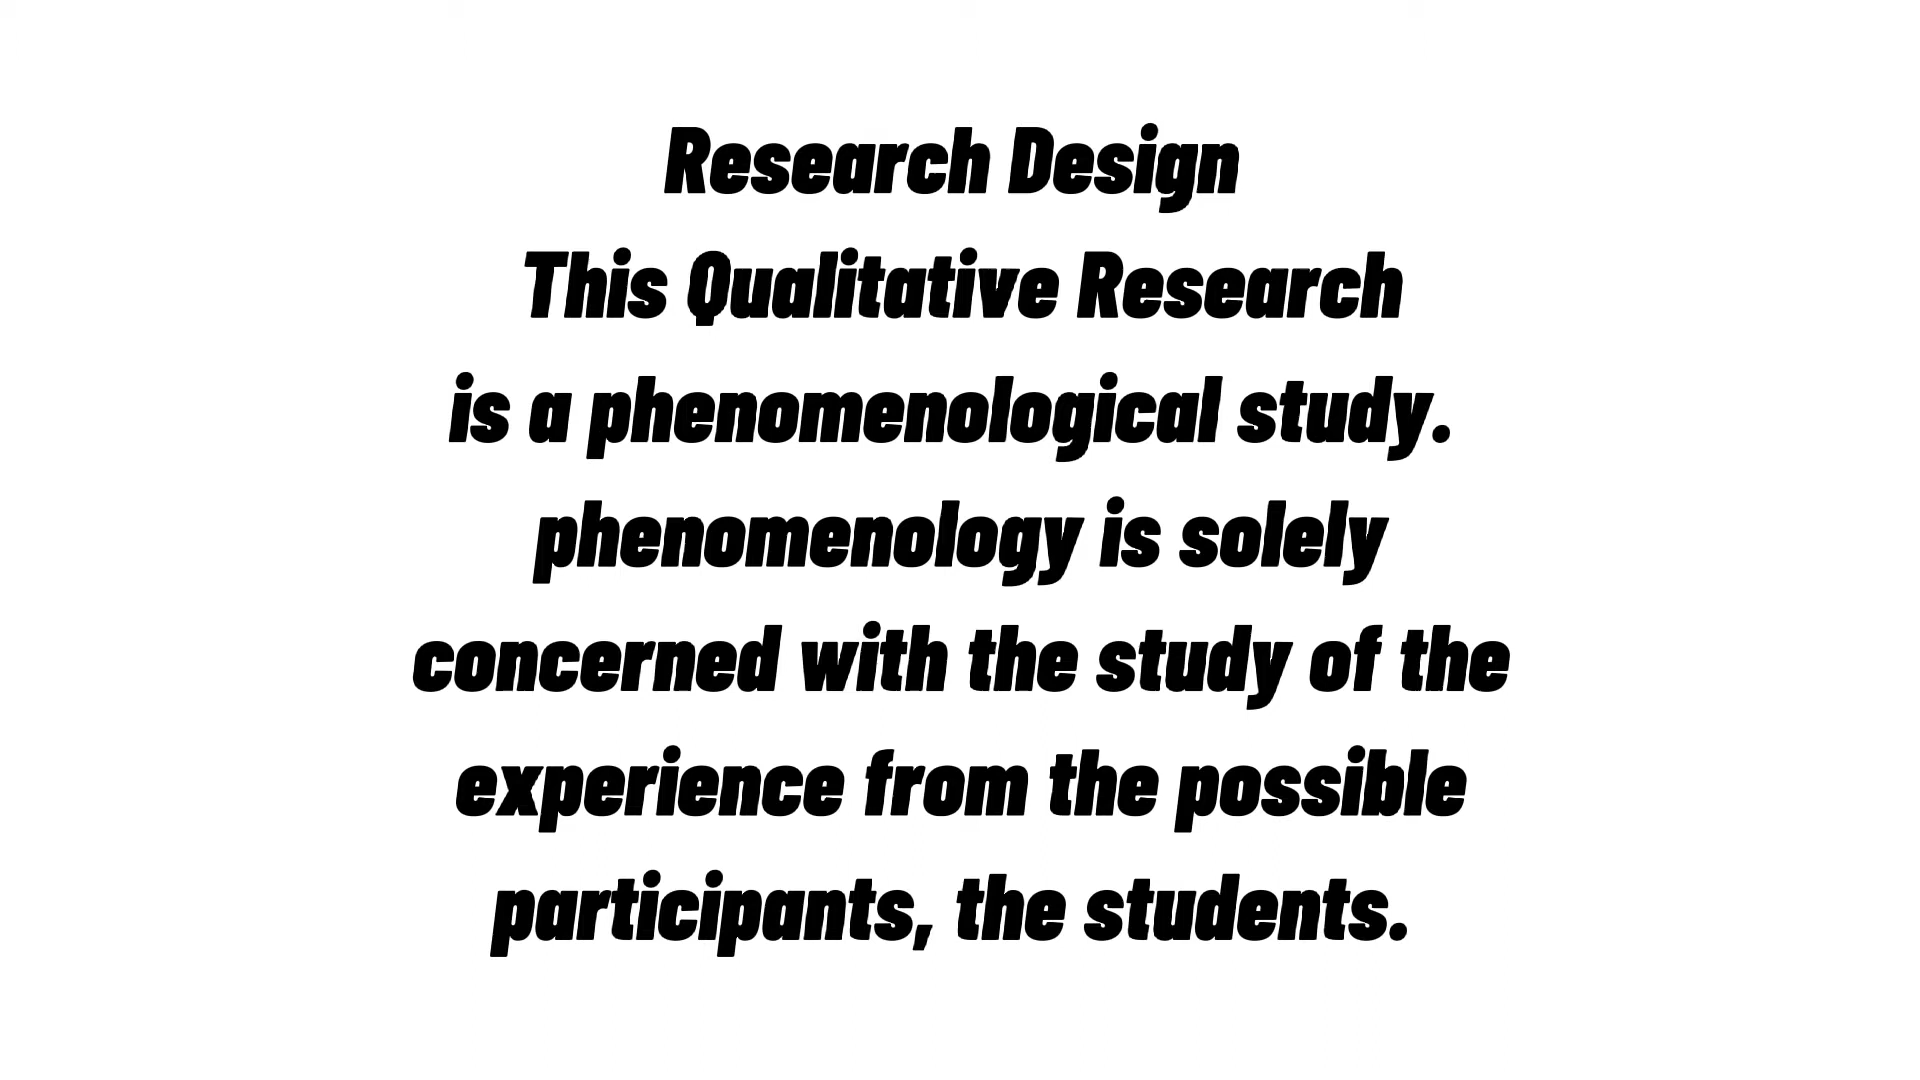 Research Design
This Qualitative Research
is a phenomenological study.
phenomenology is solely
concerned with the study of the
experience from the possible
participants, the students.